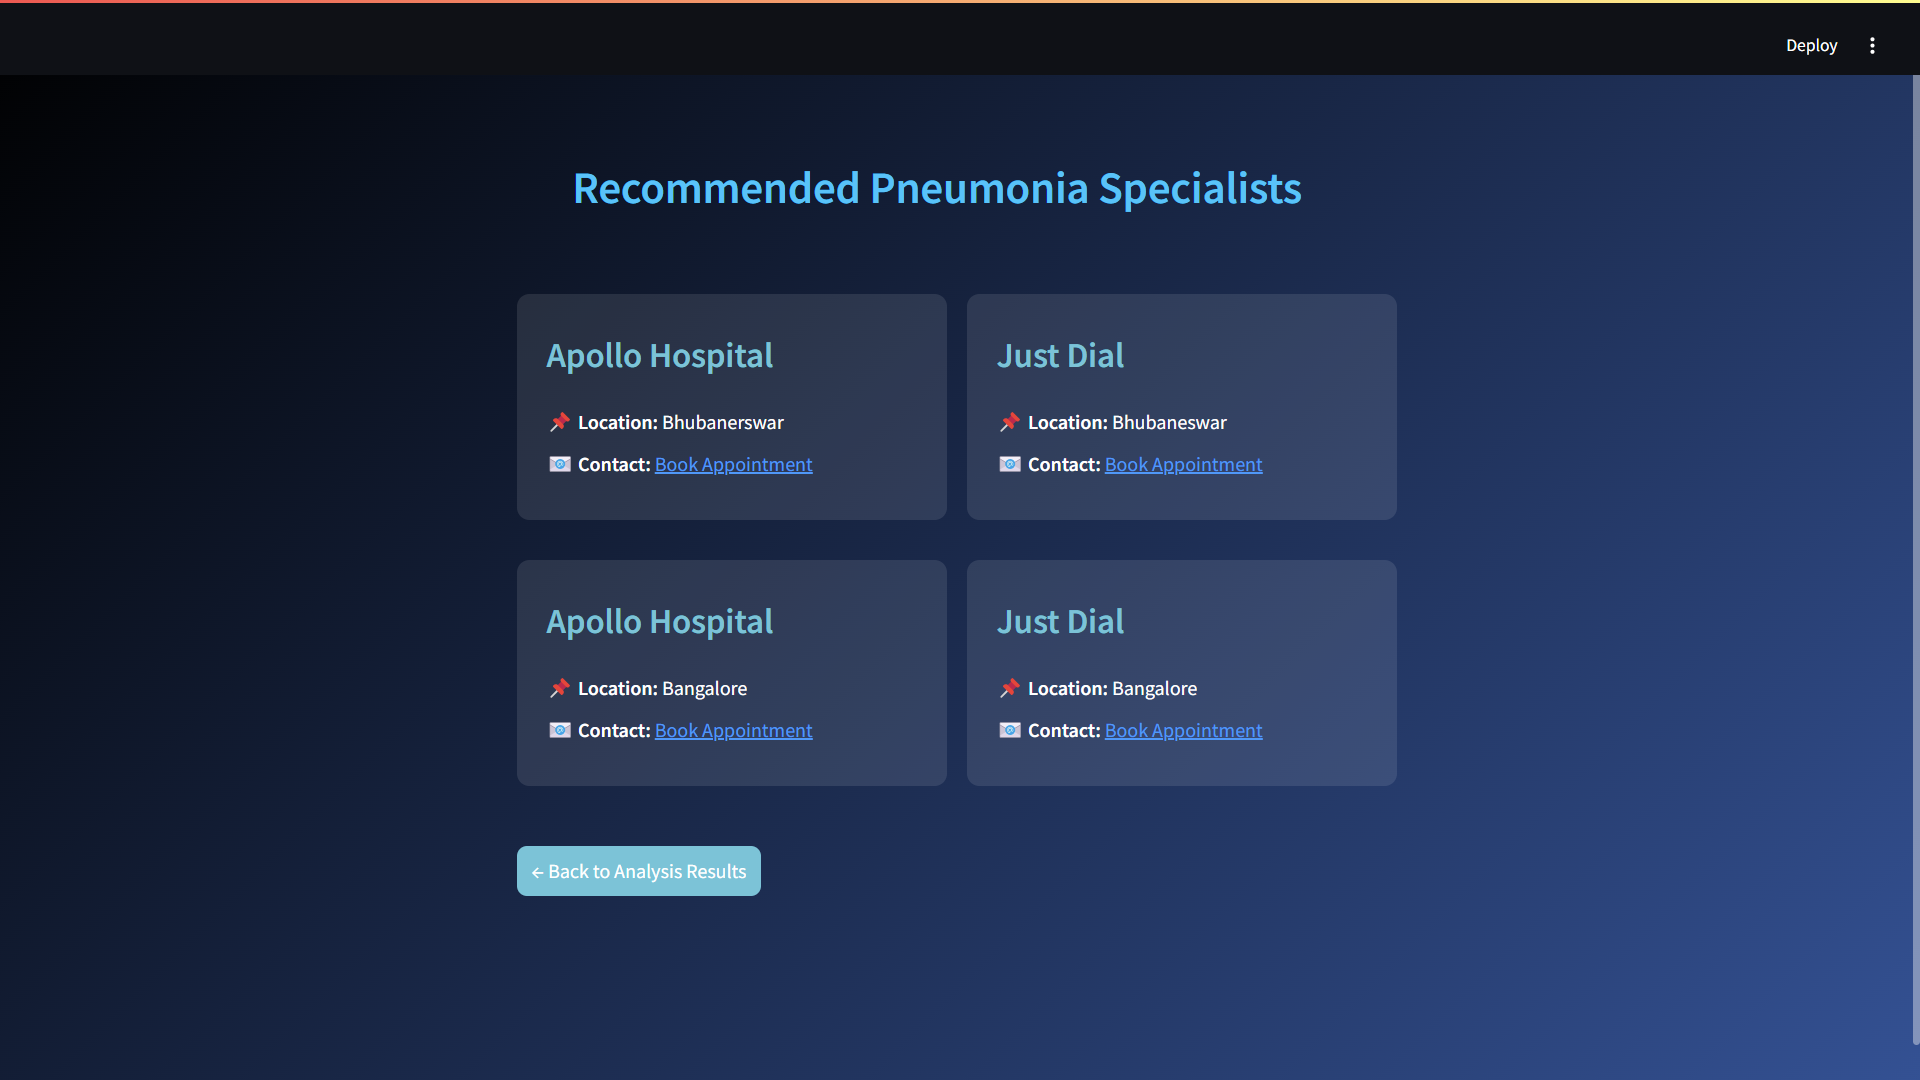 Deploy
Recommended Pneumonia Specialists
Apollo Hospital
📌 Location: Bhubanerswar
📧 Contact: Book Appointment
Just Dial
📌 Location: Bhubaneswar
📧 Contact: Book Appointment
Apollo Hospital
📌 Location: Bangalore
📧 Contact: Book Appointment
Just Dial
📌 Location: Bangalore
📧 Contact: Book Appointment
← Back to Analysis Results